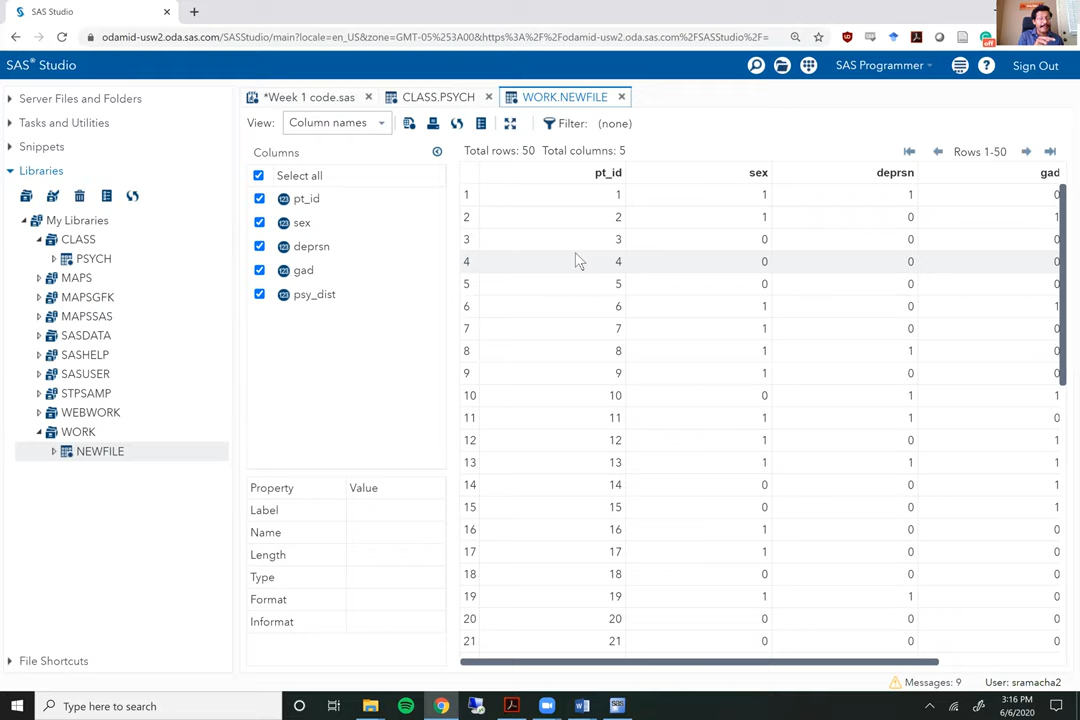 SAS Studio
odamid-usw2.oda.sas.com/SASStudio/main?locale=en_US&zone=GMT-05%253A00&https%3A%2F%2Fodamid-usw2.oda.sas.com%2FSASStudio%2F=
off
SAS® Studio
SAS Programmer
Sign Out
Server Files and Folders
Tasks and Utilities
Snippets
Libraries
My Libraries
CLASS
PSYCH
MAPS
MAPSGFK
MAPSSAS
SASDATA
SASHELP
SASUSER
STPSAMP
WEBWORK
WORK
NEWFILE
File Shortcuts
*Week 1 code.sas
CLASS.PSYCH
WORK.NEWFILE
View: Column names Filter: (none)
Columns
Select all
pt_id
sex
deprsn
gad
psy_dist
Property Value
Label
Name
Length
Type
Format
Informat
Total rows: 50 Total columns: 5 Rows 1-50
pt_id sex deprsn gad
1 1 1 1 0
2 2 1 0 1
3 3 0 0 0
4 4 0 0 0
5 5 0 0 0
6 6 1 0 1
7 7 1 0 0
8 8 1 1 0
9 9 1 0 0
10 10 0 1 1
11 11 1 1 0
12 12 1 0 1
13 13 1 1 1
14 14 0 0 1
15 15 0 0 1
16 16 1 0 0
17 17 1 0 0
18 18 0 0 0
19 19 1 1 0
20 20 0 0 0
21 21 0 0 0
Messages: 9 User: sramacha2
Type here to search
3:16 PM
6/6/2020